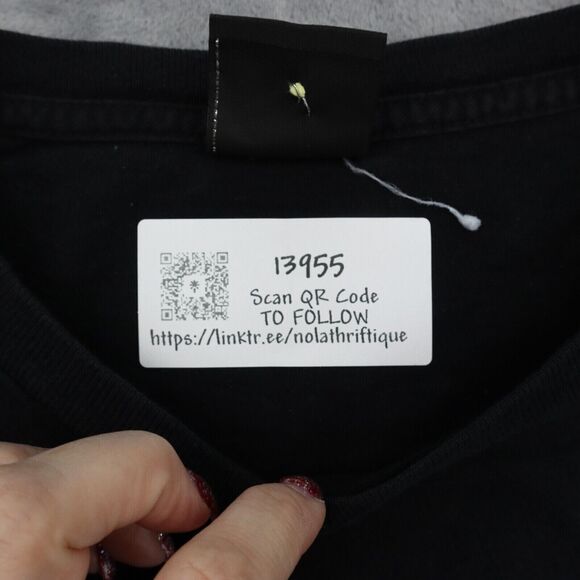 13955
Scan QR Code
TO FOLLOW
https://linktr.ee/nolathriftique